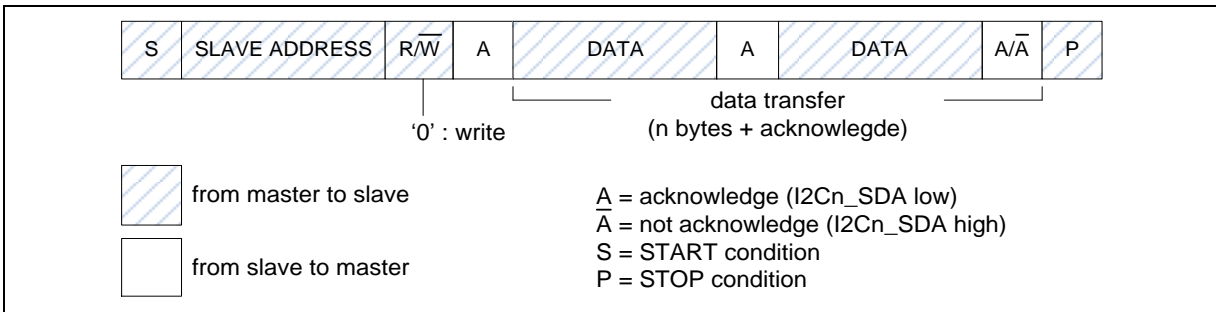 S SLAVE ADDRESS R/W̅ A DATA A DATA A/A̅ P
data transfer
(n bytes + acknowlegde)
‘0’ : write
from master to slave
from slave to master
A = acknowledge (I2Cn_SDA low)
A̅ = not acknowledge (I2Cn_SDA high)
S = START condition
P = STOP condition